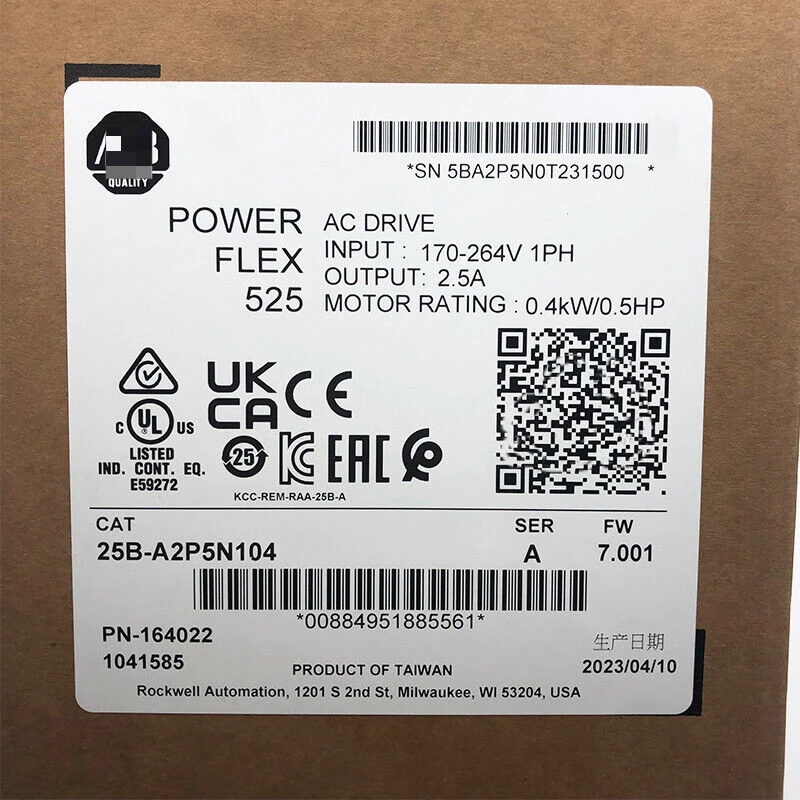 QUALITY
*SN 5BA2P5N0T231500 *
POWER
FLEX
525
AC DRIVE
INPUT : 170-264V 1PH
OUTPUT: 2.5A
MOTOR RATING : 0.4kW/0.5HP
UK
CA
CE
C UL US
LISTED
IND. CONT. EQ.
E59272
25
EAC
KCC-REM-RAA-25B-A
CAT
25B-A2P5N104
SER
A
FW
7.001
*00884951885561*
PN-164022
1041585
生产日期
2023/04/10
PRODUCT OF TAIWAN
Rockwell Automation, 1201 S 2nd St, Milwaukee, WI 53204, USA